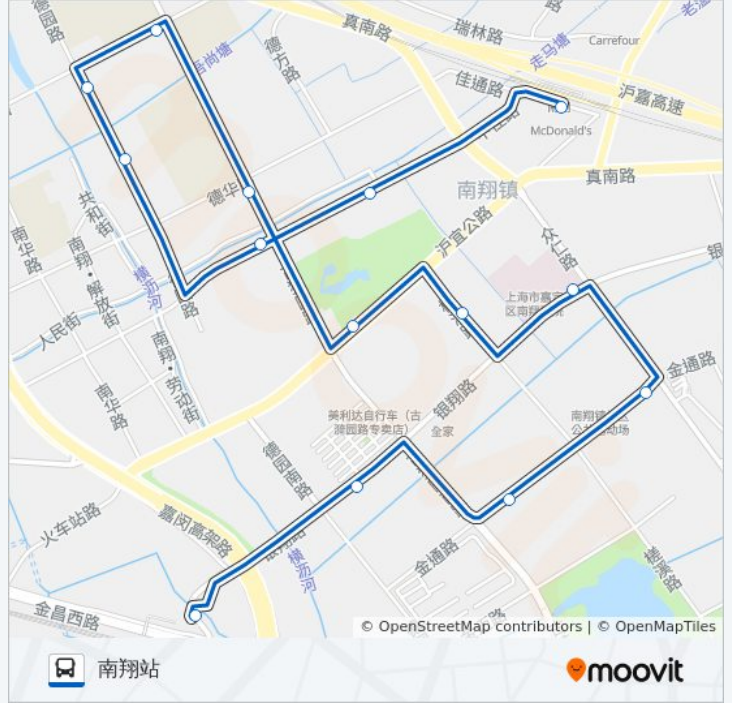 德园路
真南路
瑞林路
走马塘
Carrefour
德方路
佳通路
沪嘉高速
McDonald's
德华
南翔镇
真南路
共和街
南华路
南翔•解放街
横沥河
沪宜公路
众仁路
银
人民街
路
上海市嘉定
区南翔
南翔•劳动街
金通路
南华路
银翔路
美利达自行车（古
漪园路专卖店）
全家
南翔镇
德园南路
嘉闵高架路
火车站路
横沥河
金通路
槎溪路
金昌西路
© OpenStreetMap contributors | © OpenMapTiles
南翔站
moovit